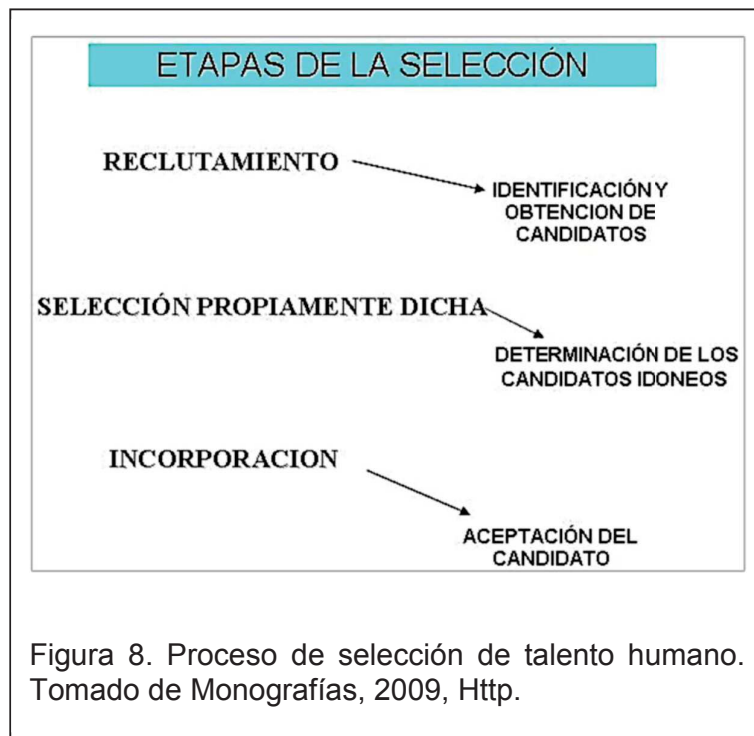 ETAPAS DE LA SELECCIÓN
RECLUTAMIENTO
IDENTIFICACIÓN Y
OBTENCION DE
CANDIDATOS
SELECCIÓN PROPIAMENTE DICHA
DETERMINACIÓN DE LOS
CANDIDATOS IDONEOS
INCORPORACION
ACEPTACIÓN DEL
CANDIDATO
Figura 8. Proceso de selección de talento humano.
Tomado de Monografías, 2009, Http.